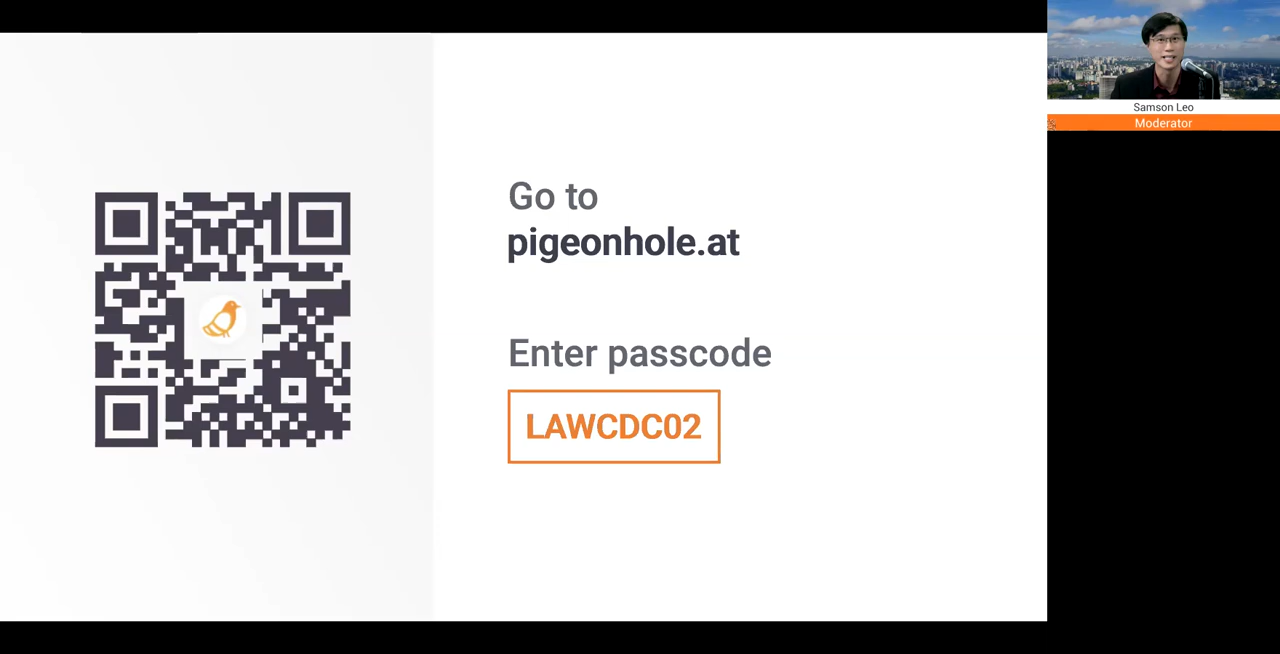 Go to
pigeonhole.at
Enter passcode
LAWCDC02
Samson Leo
Moderator